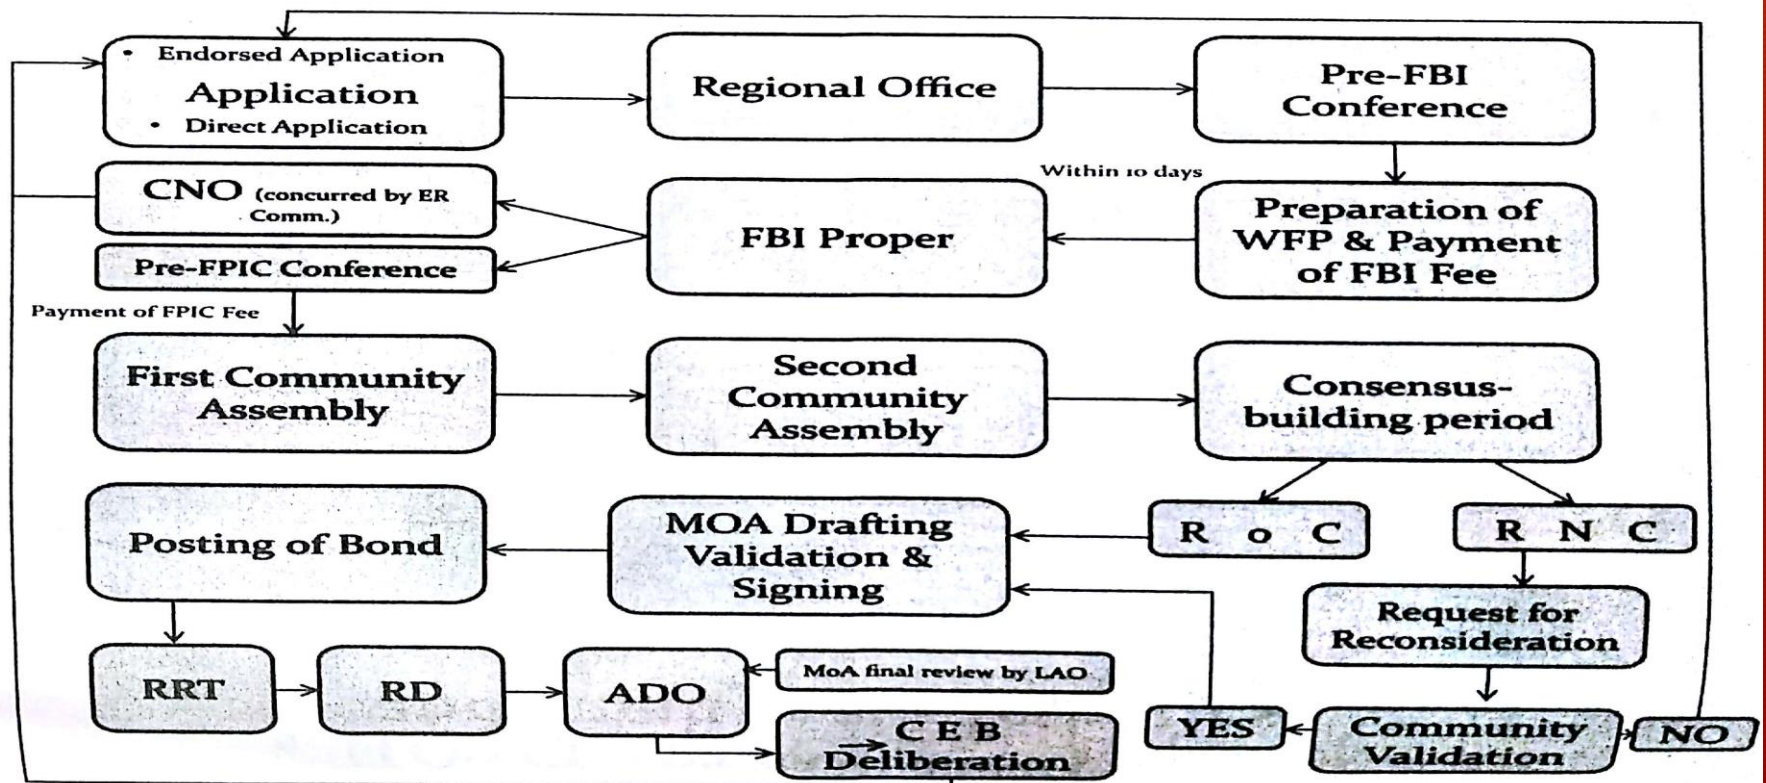 • Endorsed Application
Application
• Direct Application
Regional Office
Pre-FBI
Conference
CNO (concurred by ER
Comm.)
Pre-FPIC Conference
FBI Proper
Within 10 days
Preparation of
WFP & Payment
of FBI Fee
Payment of FPIC Fee
First Community
Assembly
Second
Community
Assembly
Consensus-
building period
Posting of Bond
MOA Drafting
Validation &
Signing
R o C
R N C
Request for
Reconsideration
RRT
RD
ADO
MoA final review by LAO
C E B
Deliberation
YES
Community
Validation
NO